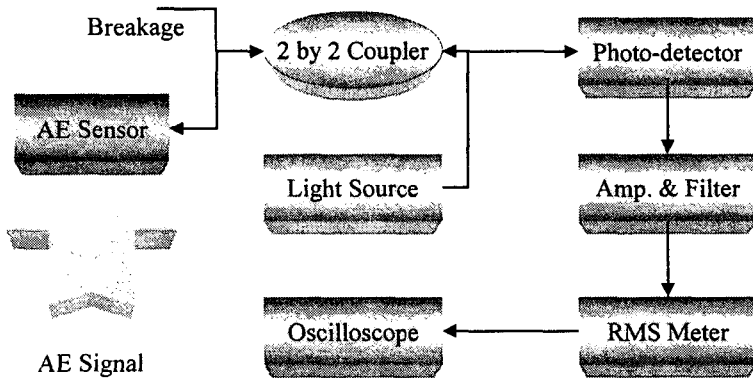 Breakage
2 by 2 Coupler
Photo-detector
AE Sensor
Light Source
Amp. & Filter
Oscilloscope
RMS Meter
AE Signal